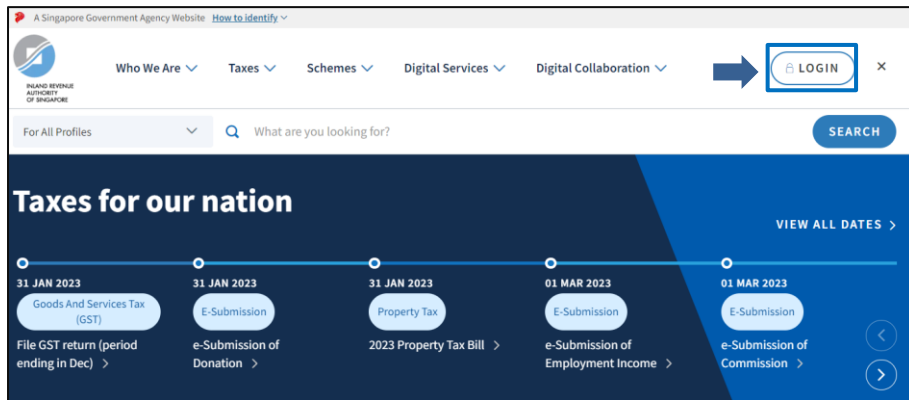 A Singapore Government Agency Website How to identify
INLAND REVENUE
AUTHORITY
OF SINGAPORE
Who We Are
Taxes
Schemes
Digital Services
Digital Collaboration
LOGIN
For All Profiles
What are you looking for?
SEARCH
Taxes for our nation
VIEW ALL DATES
31 JAN 2023
Goods And Services Tax
(GST)
File GST return (period
ending in Dec)
31 JAN 2023
E-Submission
e-Submission of
Donation
31 JAN 2023
Property Tax
2023 Property Tax Bill
01 MAR 2023
E-Submission
e-Submission of
Employment Income
01 MAR 2023
E-Submission
e-Submission of
Commission